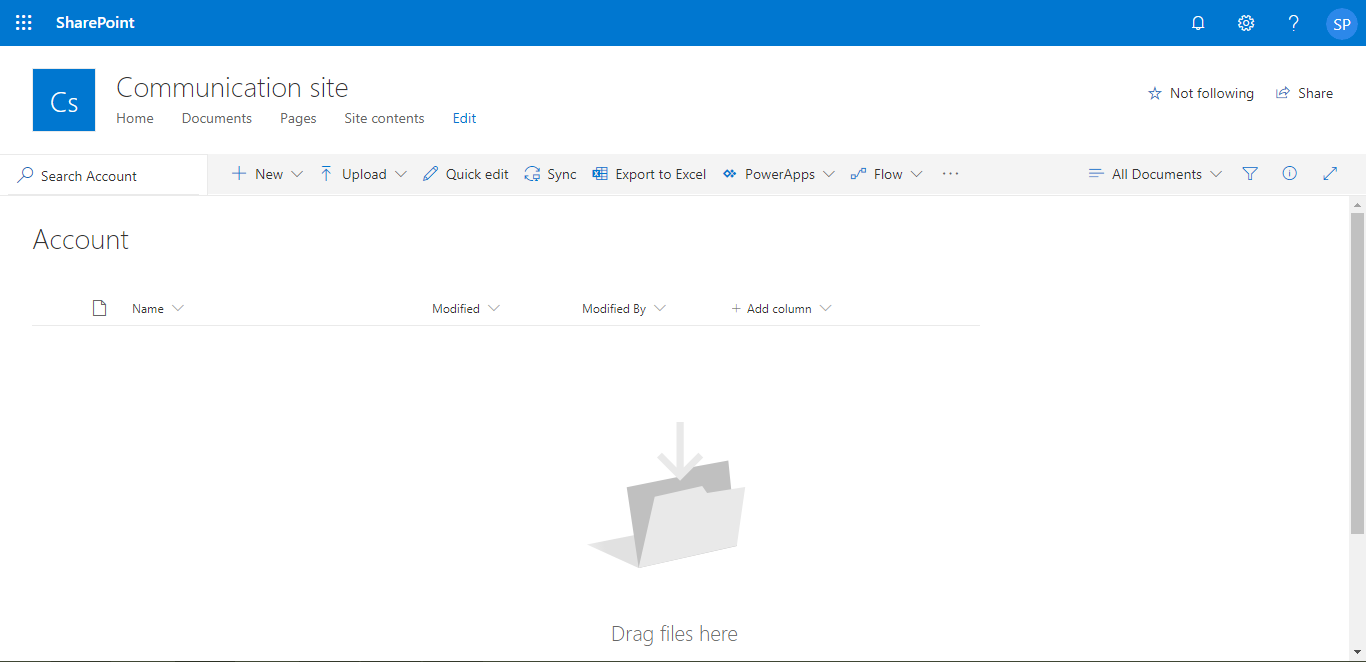 SharePoint
?
SP
Cs
Communication site
Home Documents Pages Site contents Edit
Not following Share
Search Account
New Upload Quick edit Sync Export to Excel PowerApps Flow ...
All Documents
Account
Name Modified Modified By + Add column
Drag files here